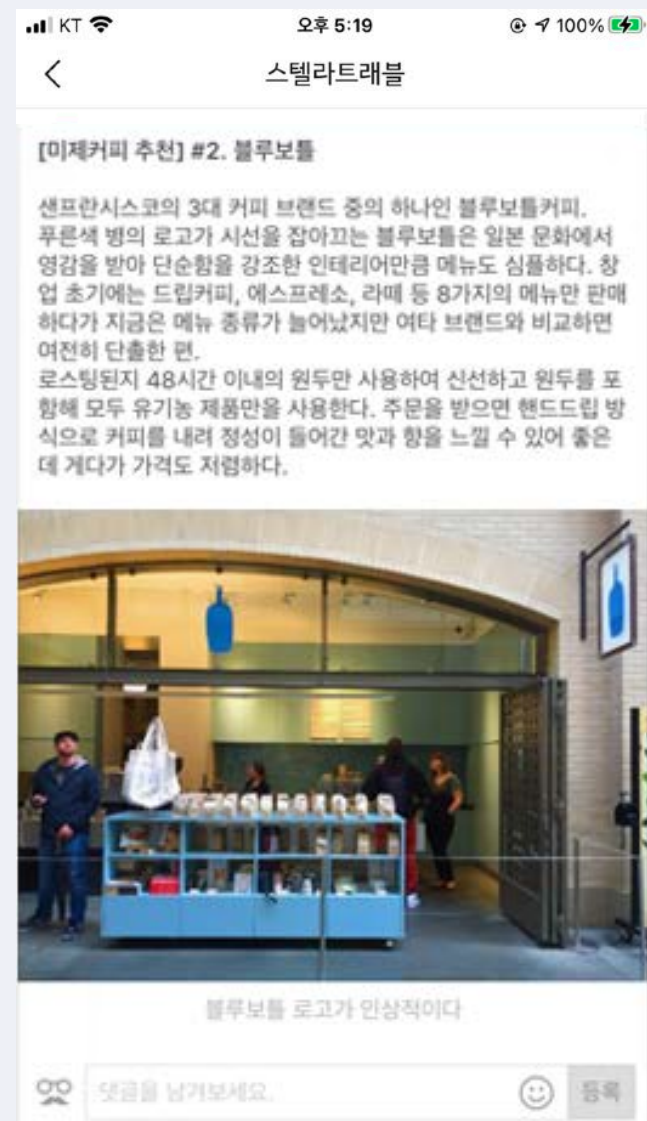 KT 오후 5:19 100%
스텔라트래블
[미제커피 추천] #2. 블루보틀
샌프란시스코의 3대 커피 브랜드 중의 하나인 블루보틀커피.
푸른색 병의 로고가 시선을 잡아끄는 블루보틀은 일본 문화에서
영감을 받아 단순함을 강조한 인테리어만큼 메뉴도 심플하다. 창
업 초기에는 드립커피, 에스프레소, 라떼 등 8가지의 메뉴만 판매
하다가 지금은 메뉴 종류가 늘어났지만 여타 브랜드와 비교하면
여전히 단촐한 편.
로스팅된지 48시간 이내의 원두만 사용하여 신선하고 원두를 포
함해 모두 유기농 제품만을 사용한다. 주문을 받으면 핸드드립 방
식으로 커피를 내려 정성이 들어간 맛과 향을 느낄 수 있어 좋은
데 게다가 가격도 저렴하다.
블루보틀 로고가 인상적이다
댓글을 남겨보세요.
등록